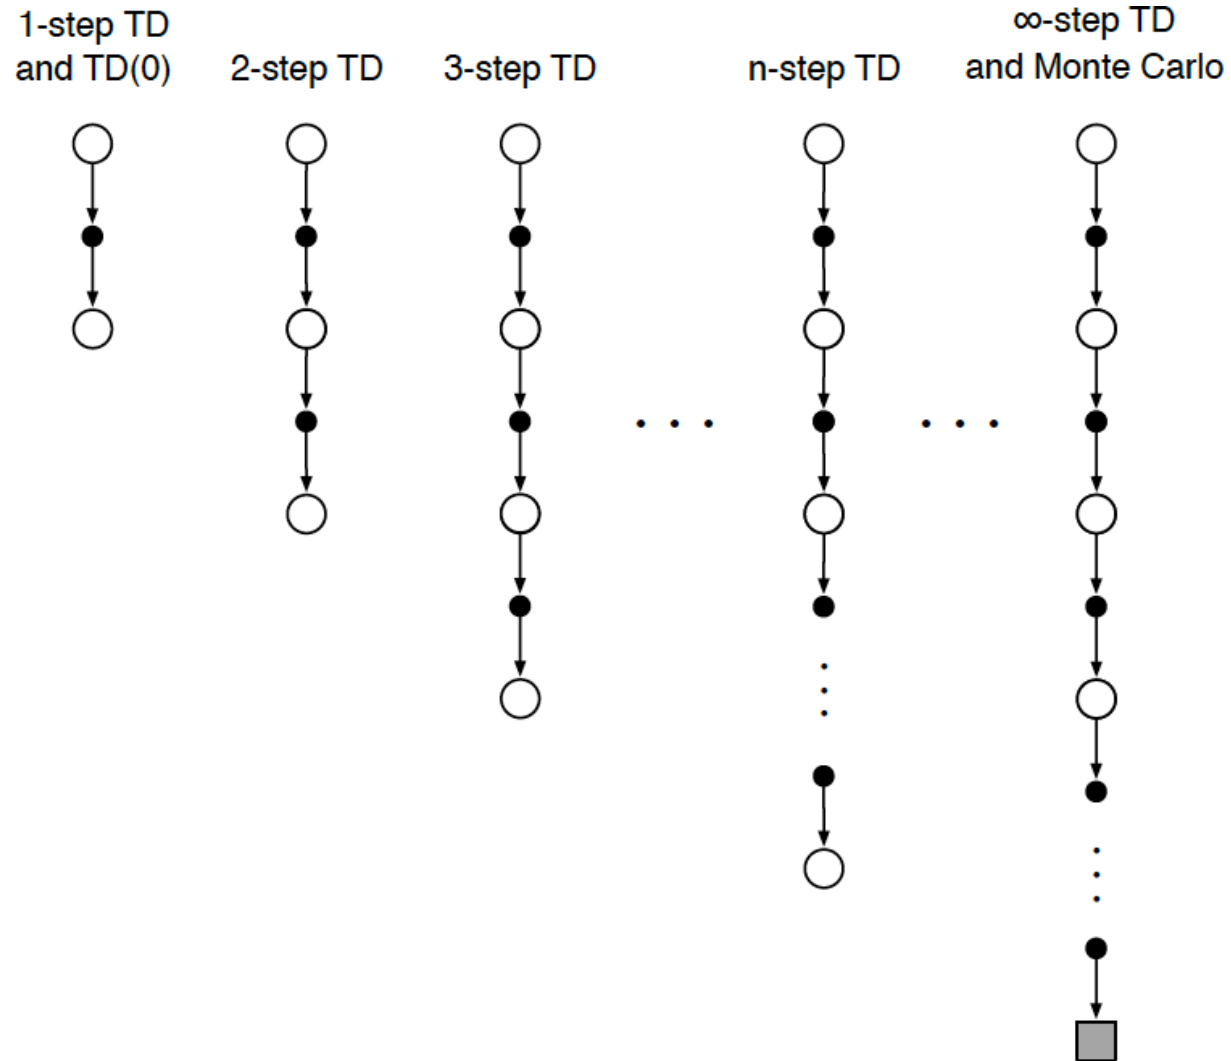 1-step TD
and TD(0)
2-step TD
3-step TD
n-step TD
∞-step TD
and Monte Carlo